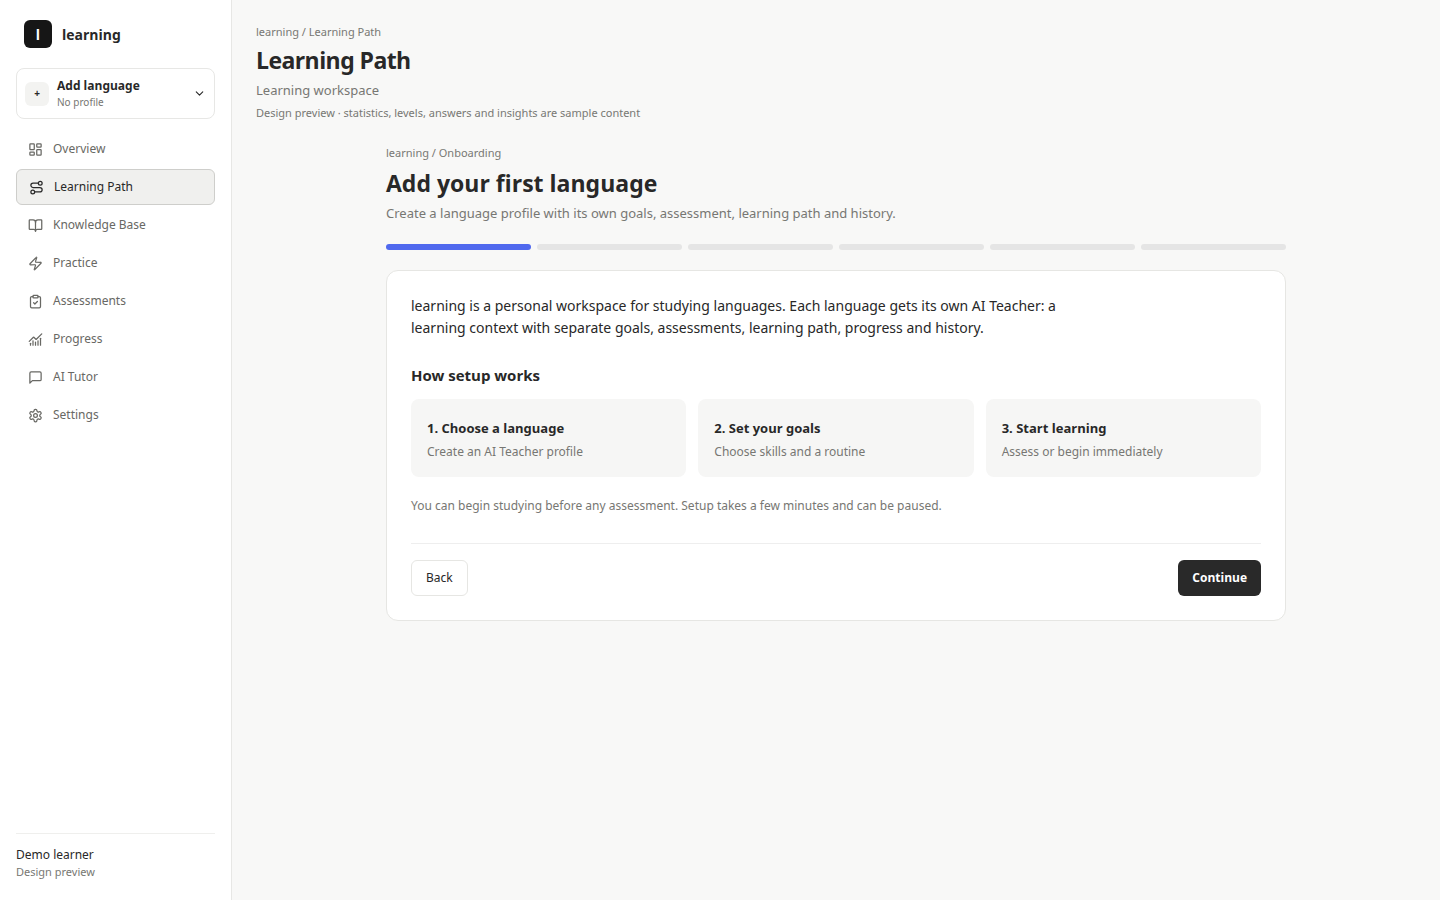 l
learning
+
Add language
No profile
Overview
Learning Path
Knowledge Base
Practice
Assessments
Progress
AI Tutor
Settings
Demo learner
Design preview
learning / Learning Path
Learning Path
Learning workspace
Design preview · statistics, levels, answers and insights are sample content
learning / Onboarding
Add your first language
Create a language profile with its own goals, assessment, learning path and history.
learning is a personal workspace for studying languages. Each language gets its own AI Teacher: a
learning context with separate goals, assessments, learning path, progress and history.
How setup works
1. Choose a language
Create an AI Teacher profile
2. Set your goals
Choose skills and a routine
3. Start learning
Assess or begin immediately
You can begin studying before any assessment. Setup takes a few minutes and can be paused.
Back
Continue